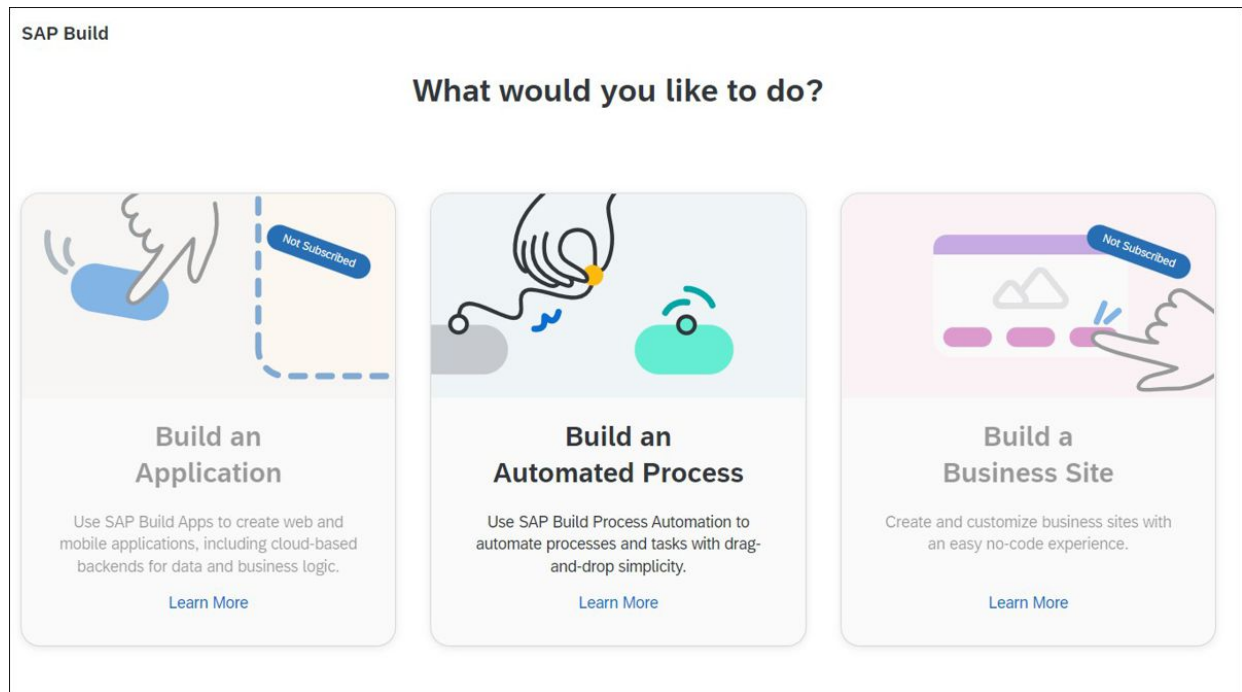 SAP Build
What would you like to do?
Not Subscribed
Build an
Application
Use SAP Build Apps to create web and
mobile applications, including cloud-based
backends for data and business logic.
Learn More
Build an
Automated Process
Use SAP Build Process Automation to
automate processes and tasks with drag-
and-drop simplicity.
Learn More
Not Subscribed
Build a
Business Site
Create and customize business sites with
an easy no-code experience.
Learn More